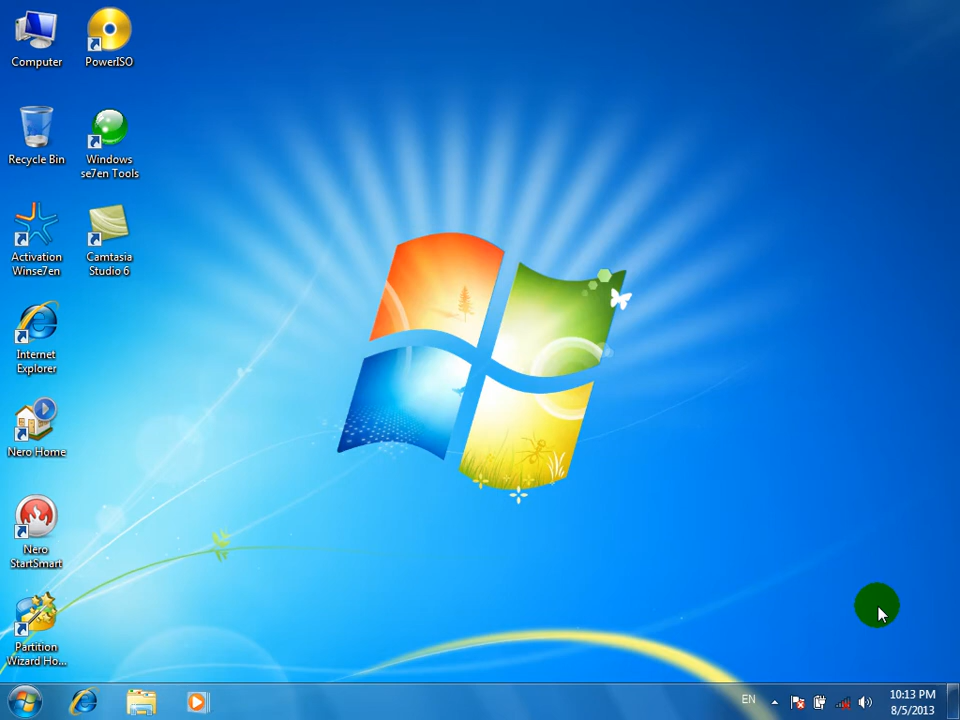 Computer
PowerISO
Recycle Bin
Windows
se7en Tools
Activation
Winse7en
Camtasia
Studio 6
Internet
Explorer
Nero Home
Nero
StartSmart
Partition
Wizard Ho...
EN
10:13 PM
8/5/2013